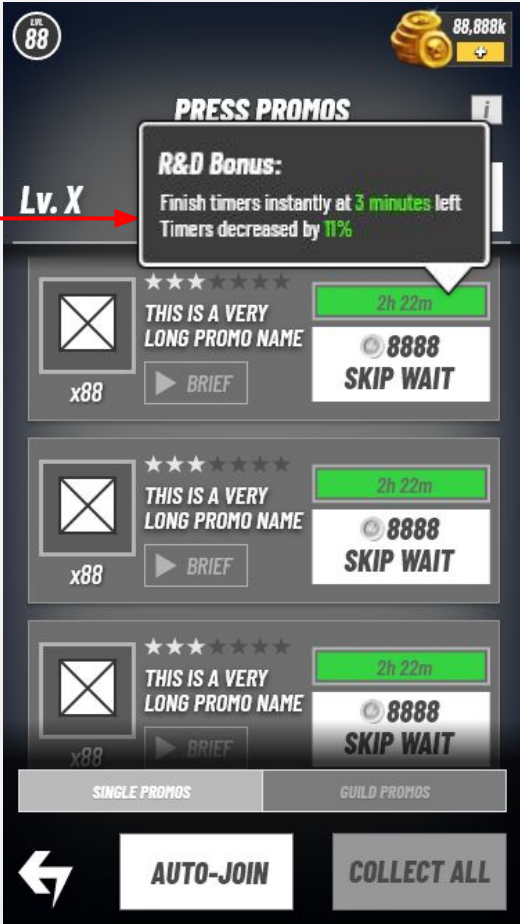 LVL
88
88,888k
PRESS PROMOS
R&D Bonus:
Finish timers instantly at 3 minutes left
Timers decreased by 11%
Lv. X
THIS IS A VERY
LONG PROMO NAME
2h 22m
8888
SKIP WAIT
x88
BRIEF
THIS IS A VERY
LONG PROMO NAME
2h 22m
8888
SKIP WAIT
x88
BRIEF
THIS IS A VERY
LONG PROMO NAME
2h 22m
8888
SKIP WAIT
x88
BRIEF
SINGLE PROMOS
GUILD PROMOS
AUTO-JOIN
COLLECT ALL